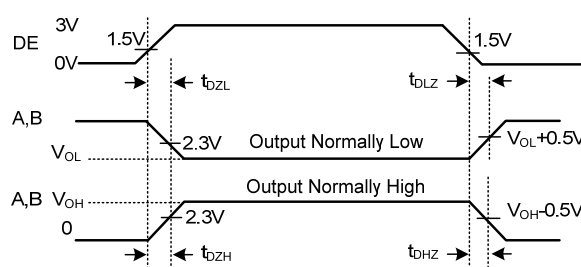 3V
DE 1.5V 1.5V
0V
tDZL tDLZ
A,B
2.3V Output Normally Low VOL+0.5V
VOL
Output Normally High
A,B VOH
2.3V VOH-0.5V
0
tDZH tDHZ